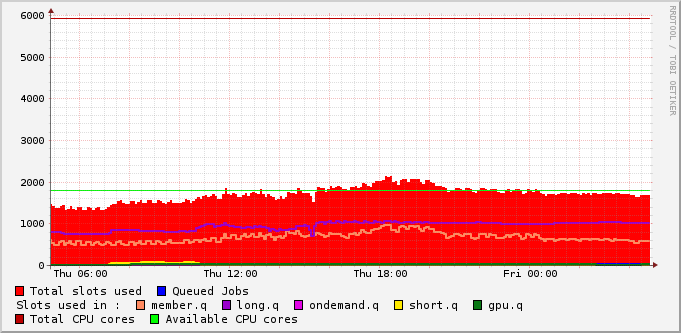 6000
5000
4000
3000
2000
1000
0
Thu 06:00 Thu 12:00 Thu 18:00 Fri 00:00
RRDTOOL / TOBI OETIKER
Total slots used Queued Jobs
Slots used in : member.q long.q ondemand.q short.q gpu.q
Total CPU cores Available CPU cores